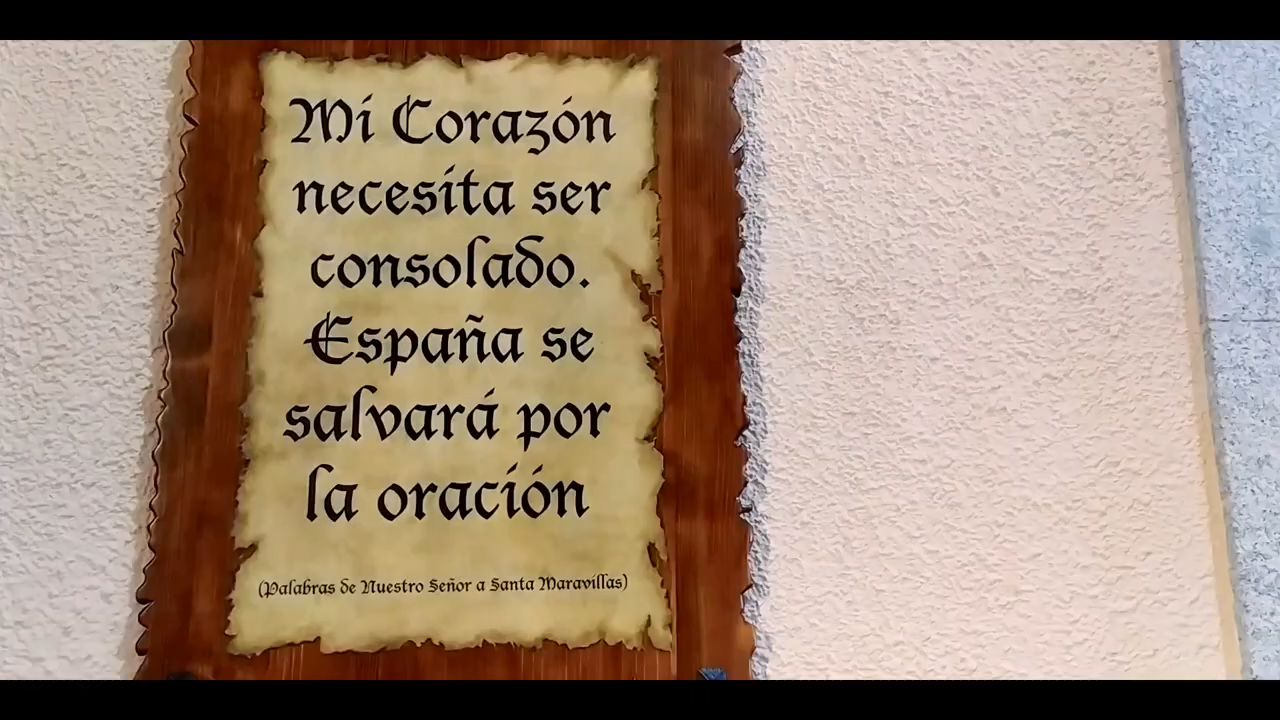 Mi Corazón
necesita ser
consolado.
España se
salvará por
la oración
(Palabras de Nuestro Señor a Santa Maravillas)